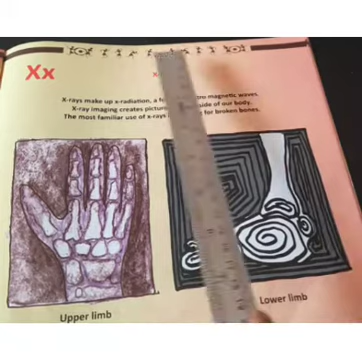 Xx
X
X-rays make up x-radiation, a fo magnetic waves
X-ray imaging creates pictur side of our body.
The most familiar use of x-rays for broken bones.
Upper limb
Lower limb